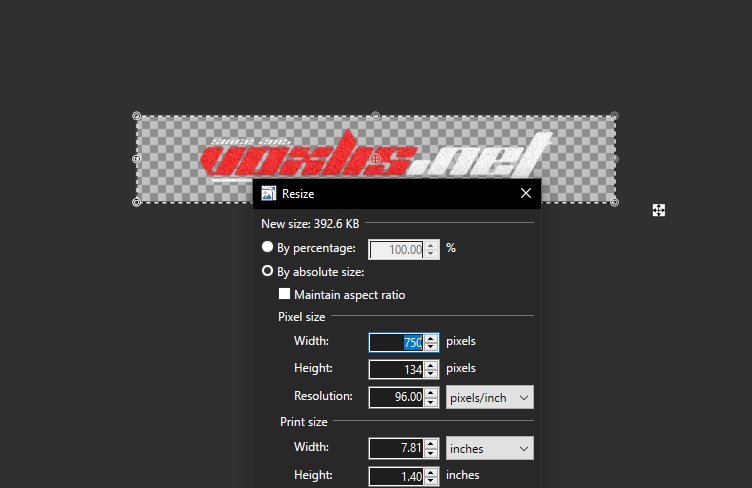 voxlis.net
Resize
New size: 392.6 KB
By percentage: 100.00 %
By absolute size:
Maintain aspect ratio
Pixel size
Width: 750 pixels
Height: 134 pixels
Resolution: 96.00 pixels/inch
Print size
Width: 7.81 inches
Height: 1.40 inches